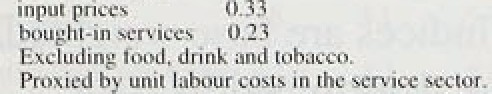 input prices 0.33
bought-in services 0.23
Excluding food, drink and tobacco.
Proxied by unit labour costs in the service sector.